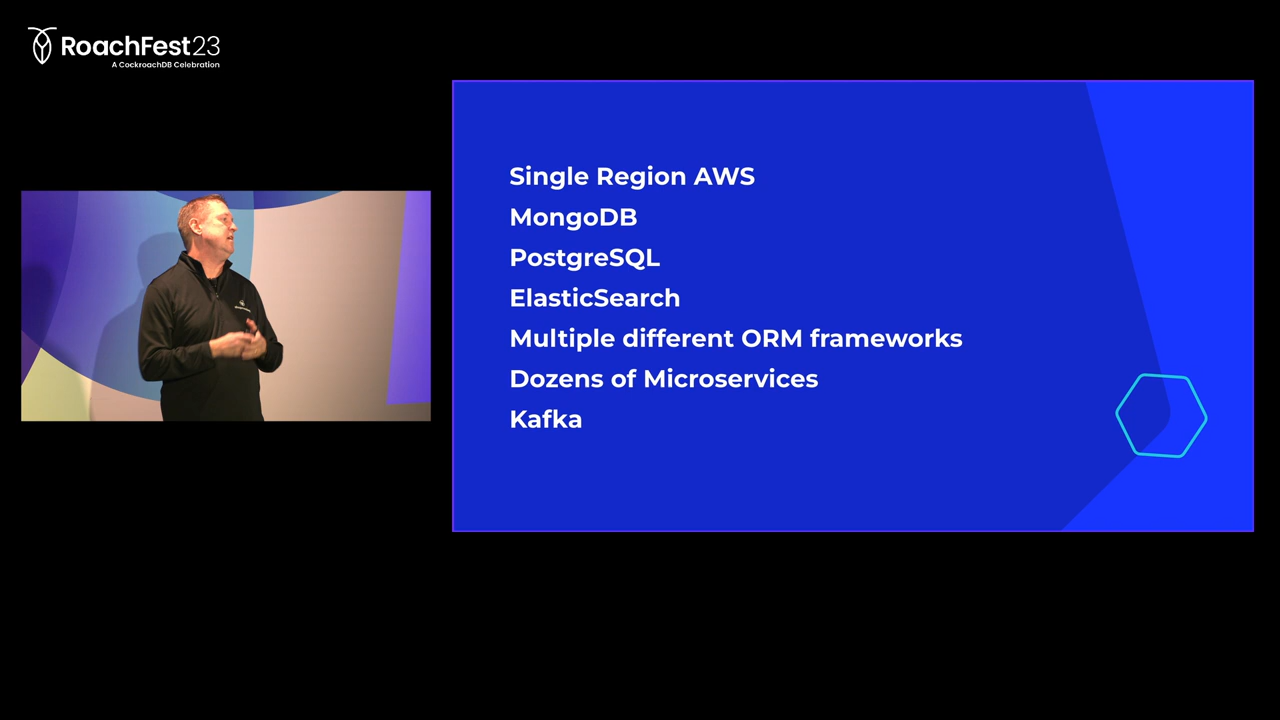 RoachFest23
A CockroachDB Celebration
Single Region AWS
MongoDB
PostgreSQL
ElasticSearch
Multiple different ORM frameworks
Dozens of Microservices
Kafka